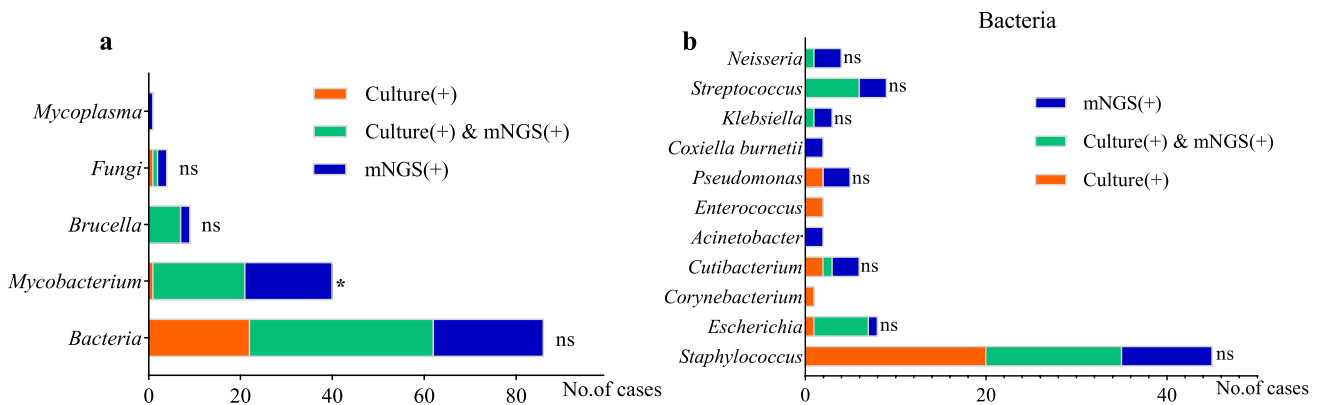 a
Mycoplasma
Fungi
ns
Brucella
ns
Mycobacterium
*
Bacteria
ns
Culture(+)
Culture(+) & mNGS(+)
mNGS(+)
0 20 40 60 80
No.of cases
b
Bacteria
Neisseria
ns
Streptococcus
ns
Klebsiella
ns
Coxiella burnetii
Pseudomonas
ns
Enterococcus
Acinetobacter
Cutibacterium
ns
Corynebacterium
Escherichia
ns
Staphylococcus
ns
mNGS(+)
Culture(+) & mNGS(+)
Culture(+)
0 20 40
No.of cases